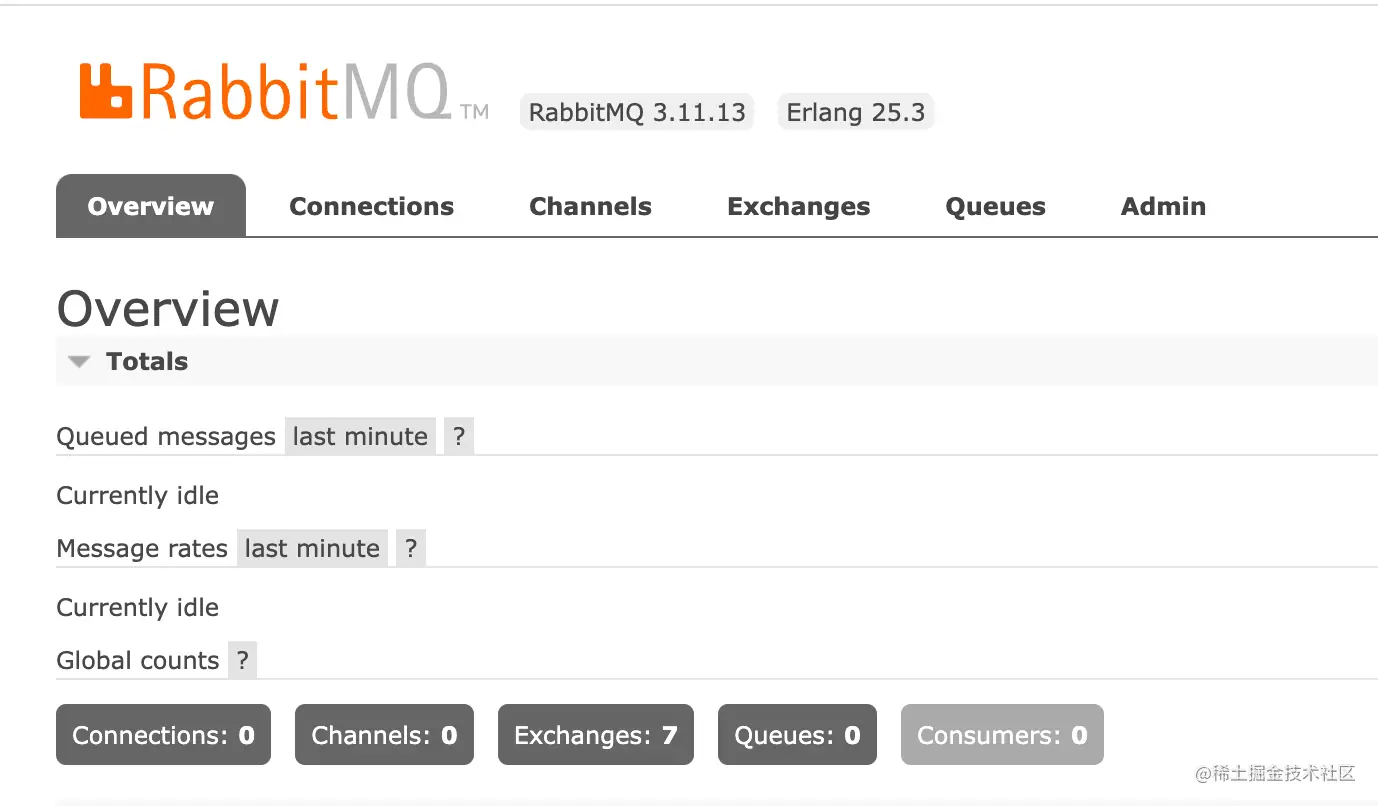 RabbitMQ TM RabbitMQ 3.11.13 Erlang 25.3
Overview Connections Channels Exchanges Queues Admin
Overview
Totals
Queued messages last minute ?
Currently idle
Message rates last minute ?
Currently idle
Global counts ?
Connections: 0 Channels: 0 Exchanges: 7 Queues: 0 Consumers: 0
@稀土掘金技术社区